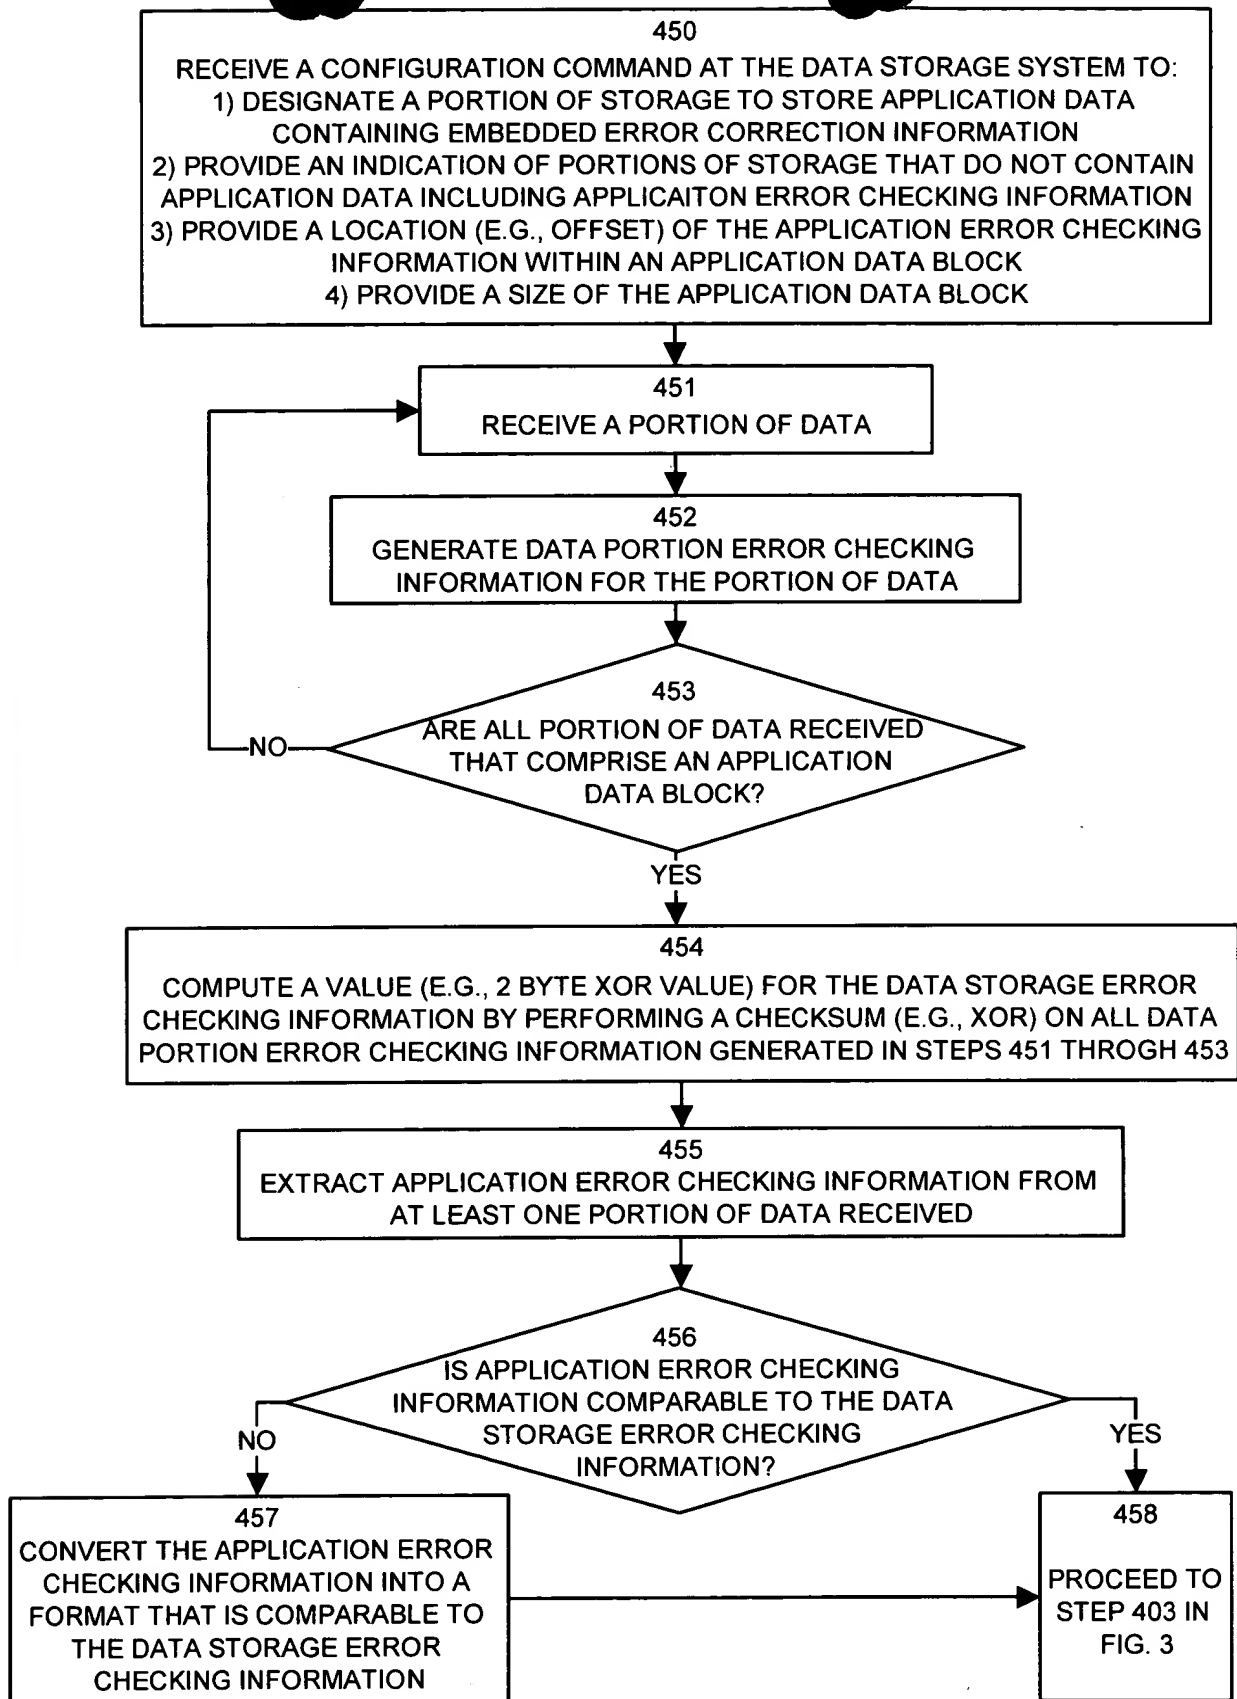 450
RECEIVE A CONFIGURATION COMMAND AT THE DATA STORAGE SYSTEM TO:
1) DESIGNATE A PORTION OF STORAGE TO STORE APPLICATION DATA
CONTAINING EMBEDDED ERROR CORRECTION INFORMATION
2) PROVIDE AN INDICATION OF PORTIONS OF STORAGE THAT DO NOT CONTAIN
APPLICATION DATA INCLUDING APPLICAITON ERROR CHECKING INFORMATION
3) PROVIDE A LOCATION (E.G., OFFSET) OF THE APPLICATION ERROR CHECKING
INFORMATION WITHIN AN APPLICATION DATA BLOCK
4) PROVIDE A SIZE OF THE APPLICATION DATA BLOCK
451
RECEIVE A PORTION OF DATA
452
GENERATE DATA PORTION ERROR CHECKING
INFORMATION FOR THE PORTION OF DATA
453
ARE ALL PORTION OF DATA RECEIVED
THAT COMPRISE AN APPLICATION
DATA BLOCK?
NO
YES
454
COMPUTE A VALUE (E.G., 2 BYTE XOR VALUE) FOR THE DATA STORAGE ERROR
CHECKING INFORMATION BY PERFORMING A CHECKSUM (E.G., XOR) ON ALL DATA
PORTION ERROR CHECKING INFORMATION GENERATED IN STEPS 451 THROGH 453
455
EXTRACT APPLICATION ERROR CHECKING INFORMATION FROM
AT LEAST ONE PORTION OF DATA RECEIVED
456
IS APPLICATION ERROR CHECKING
INFORMATION COMPARABLE TO THE DATA
STORAGE ERROR CHECKING
INFORMATION?
NO
YES
457
CONVERT THE APPLICATION ERROR
CHECKING INFORMATION INTO A
FORMAT THAT IS COMPARABLE TO
THE DATA STORAGE ERROR
CHECKING INFORMATION
458
PROCEED TO
STEP 403 IN
FIG. 3